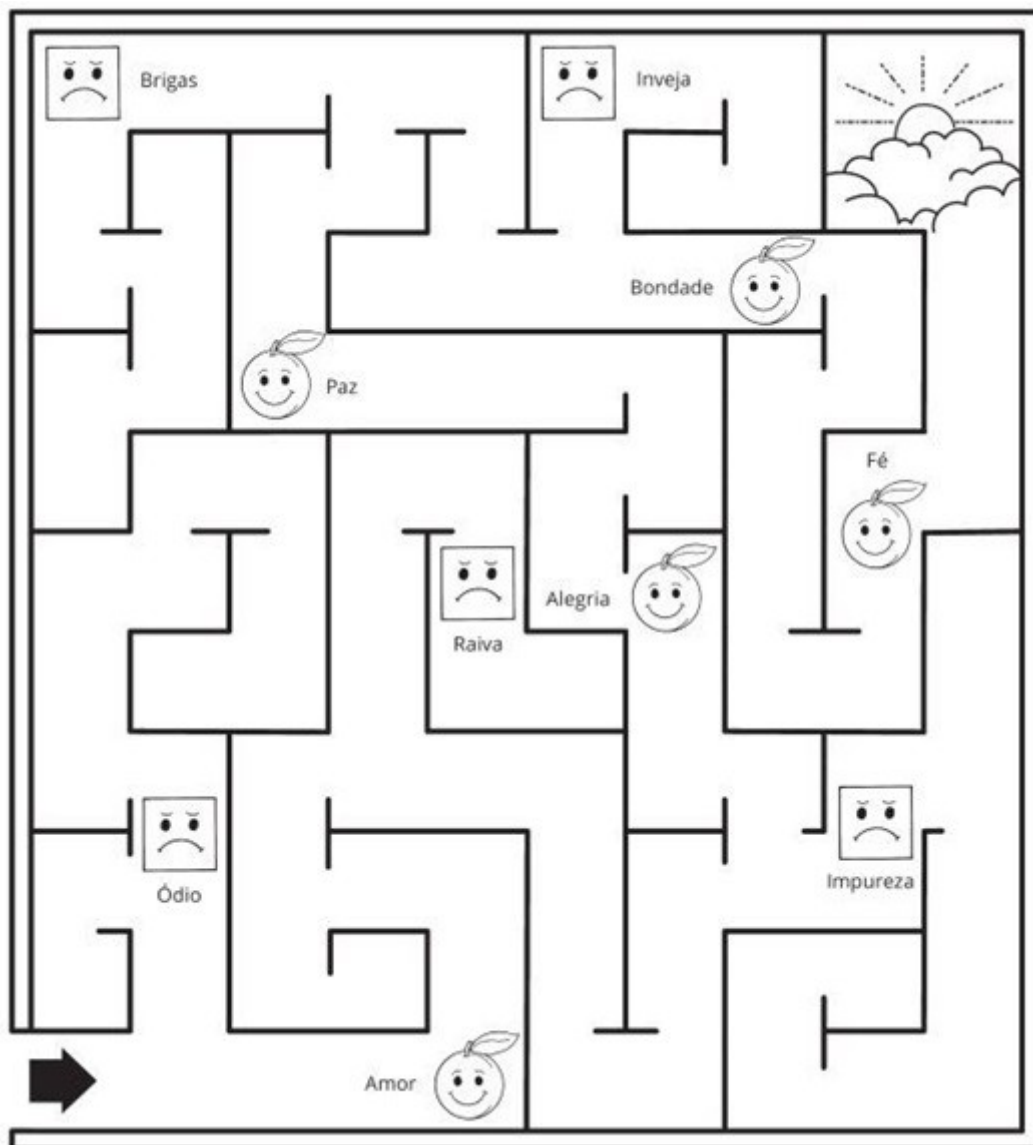 Brigas
Inveja
Bondade
Paz
Fé
Alegria
Raiva
Impureza
Ódio
Amor